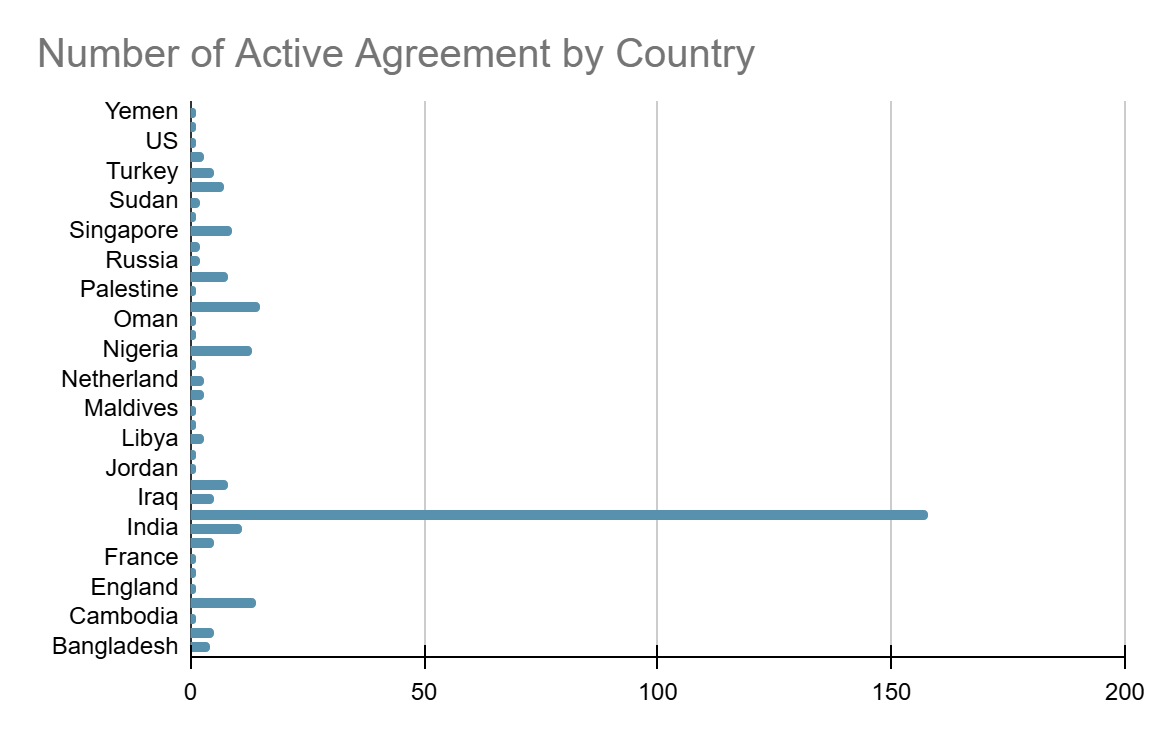 Number of Active Agreement by Country
Yemen
US
Turkey
Sudan
Singapore
Russia
Palestine
Oman
Nigeria
Netherland
Maldives
Libya
Jordan
Iraq
India
France
England
Cambodia
Bangladesh
0 50 100 150 200